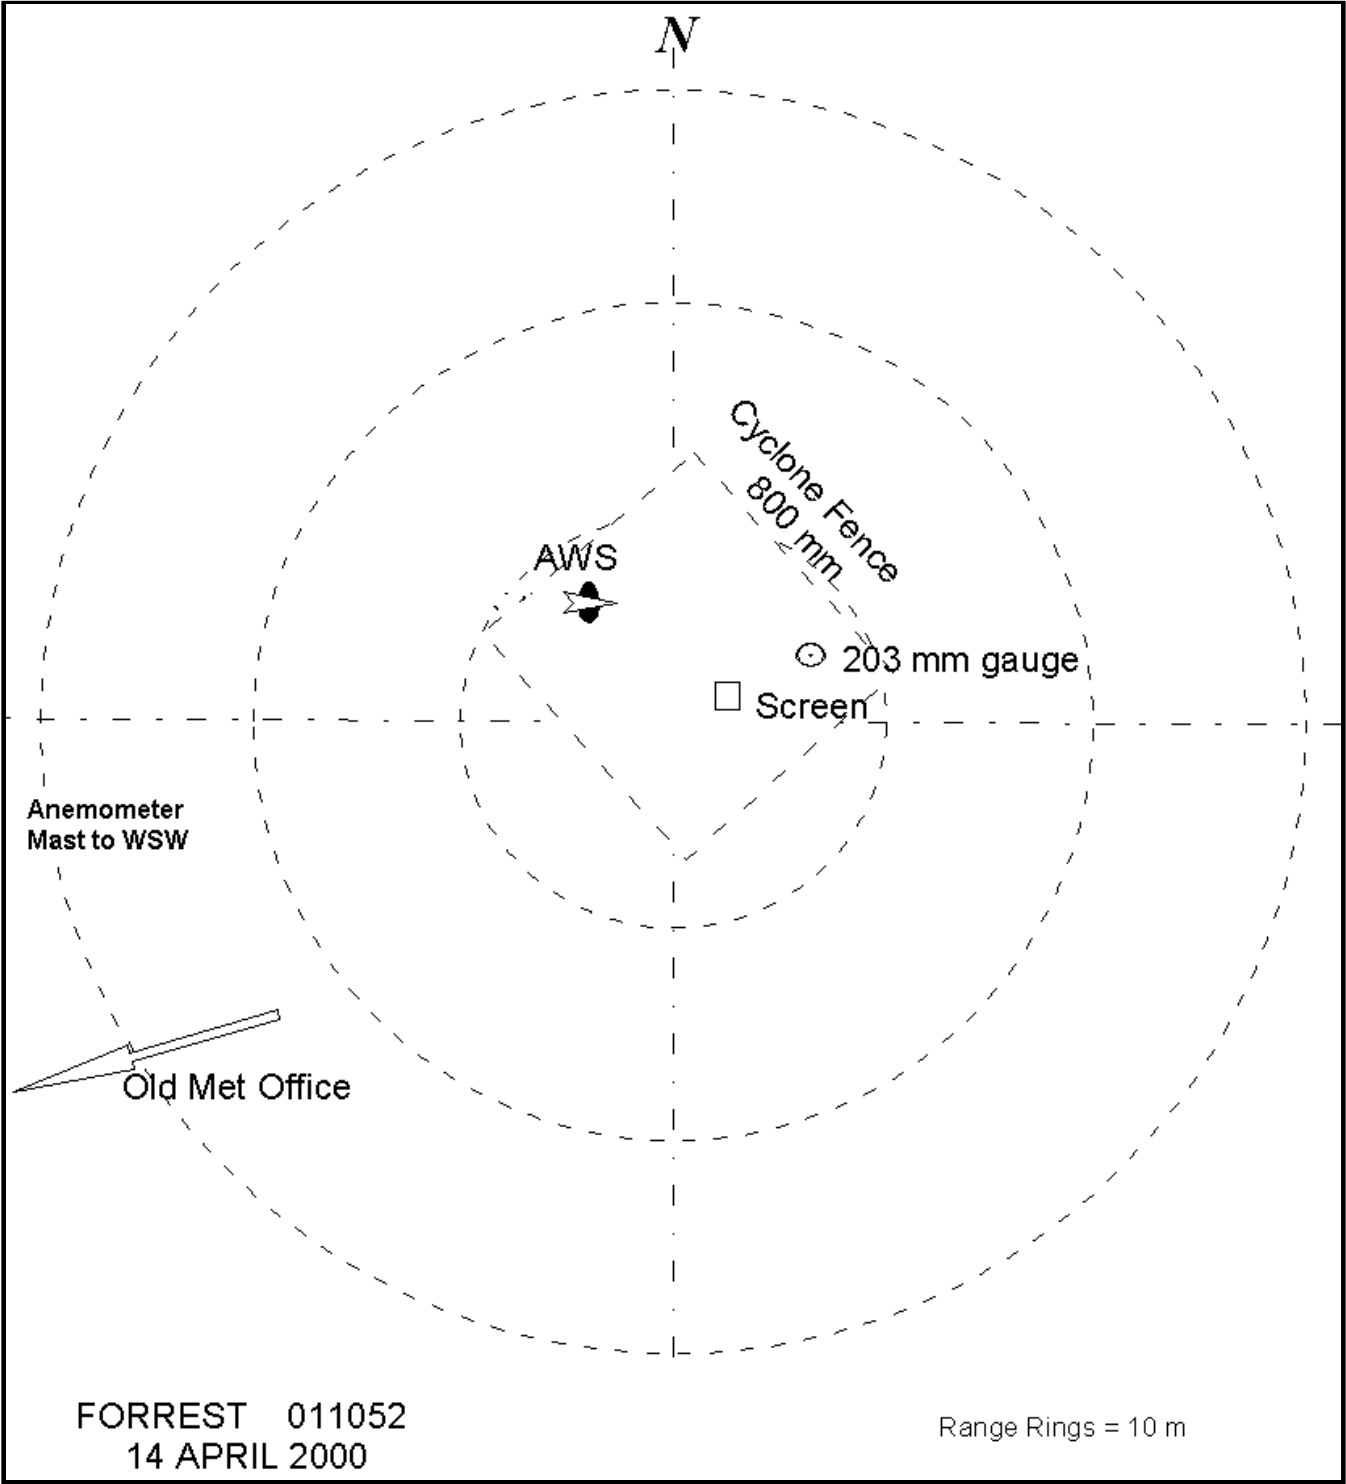 N
Cyclone Fence
800 mm
AWS
203 mm gauge
Screen
Anemometer
Mast to WSW
Old Met Office
FORREST 011052
14 APRIL 2000
Range Rings = 10 m